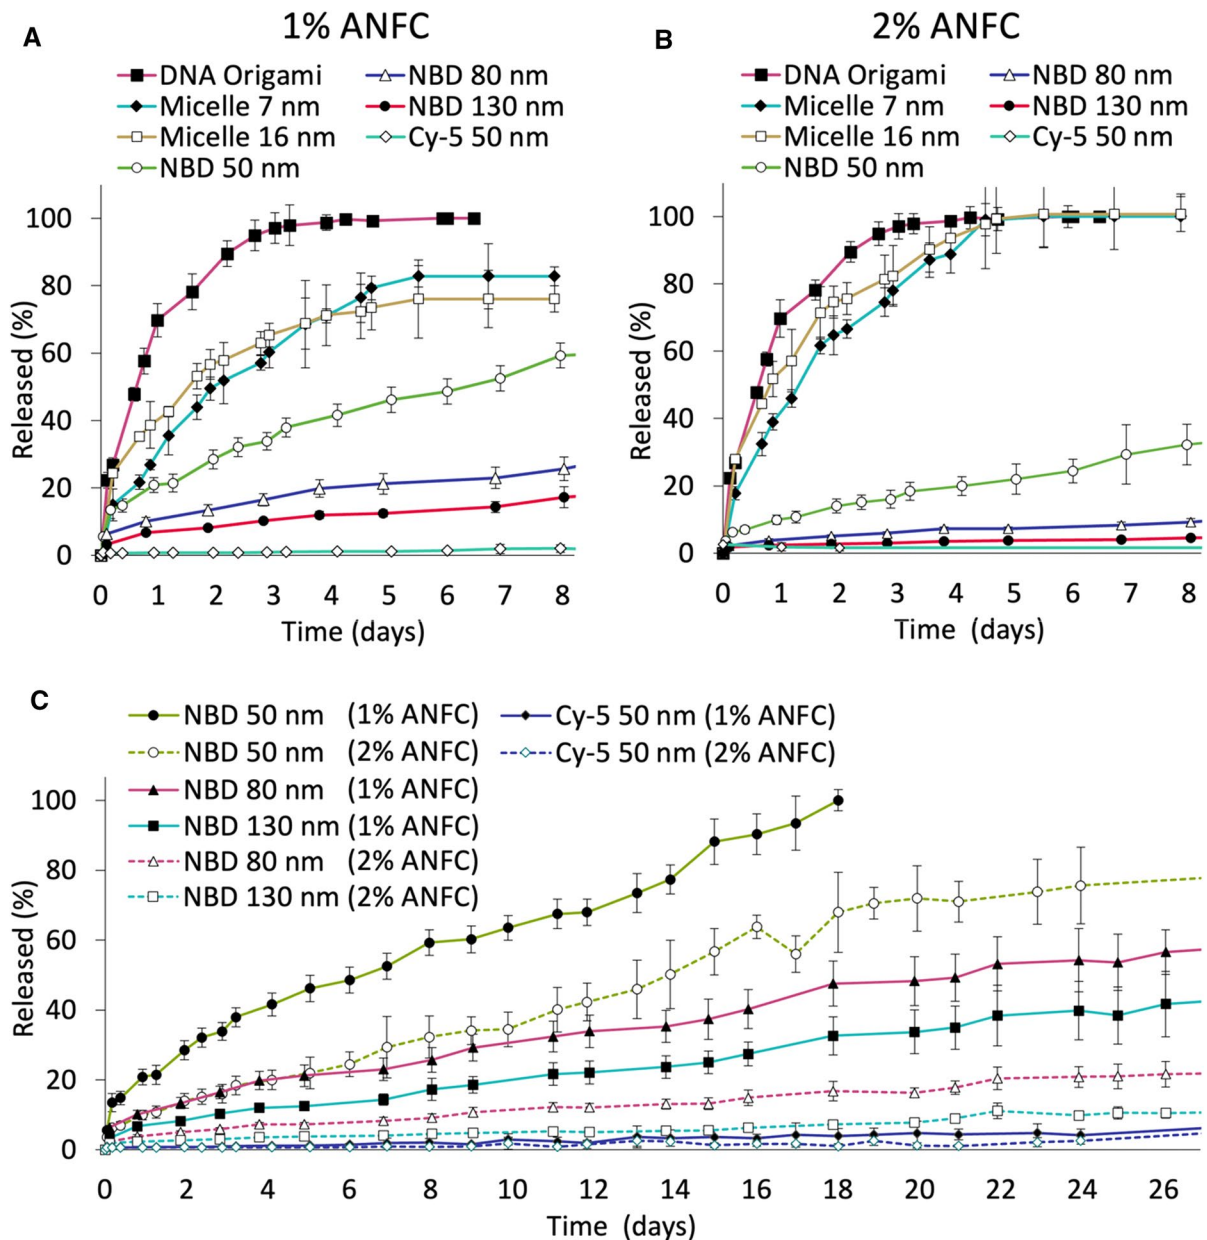 A
1% ANFC
DNA Origami
NBD 80 nm
Micelle 7 nm
NBD 130 nm
Micelle 16 nm
Cy-5 50 nm
NBD 50 nm
Released (%)
100
80
60
40
20
0
0 1 2 3 4 5 6 7 8
Time (days)
B
2% ANFC
DNA Origami
NBD 80 nm
Micelle 7 nm
NBD 130 nm
Micelle 16 nm
Cy-5 50 nm
NBD 50 nm
Released (%)
100
80
60
40
20
0
0 1 2 3 4 5 6 7 8
Time (days)
C
NBD 50 nm (1% ANFC)
Cy-5 50 nm (1% ANFC)
NBD 50 nm (2% ANFC)
Cy-5 50 nm (2% ANFC)
NBD 80 nm (1% ANFC)
NBD 130 nm (1% ANFC)
NBD 80 nm (2% ANFC)
NBD 130 nm (2% ANFC)
Released (%)
100
80
60
40
20
0
0 2 4 6 8 10 12 14 16 18 20 22 24 26
Time (days)